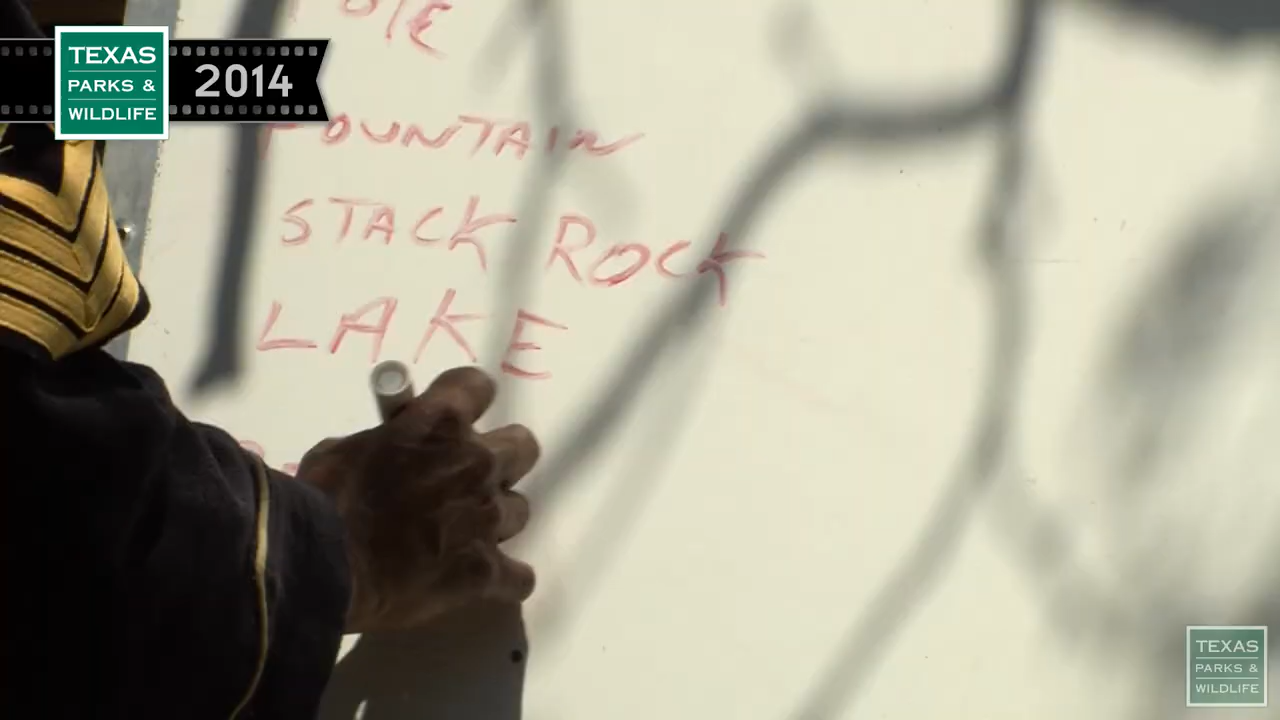 TEXAS
PARKS &
WILDLIFE
2014
FOUNTAIN
STACK ROCK
LAKE
TEXAS
PARKS &
WILDLIFE